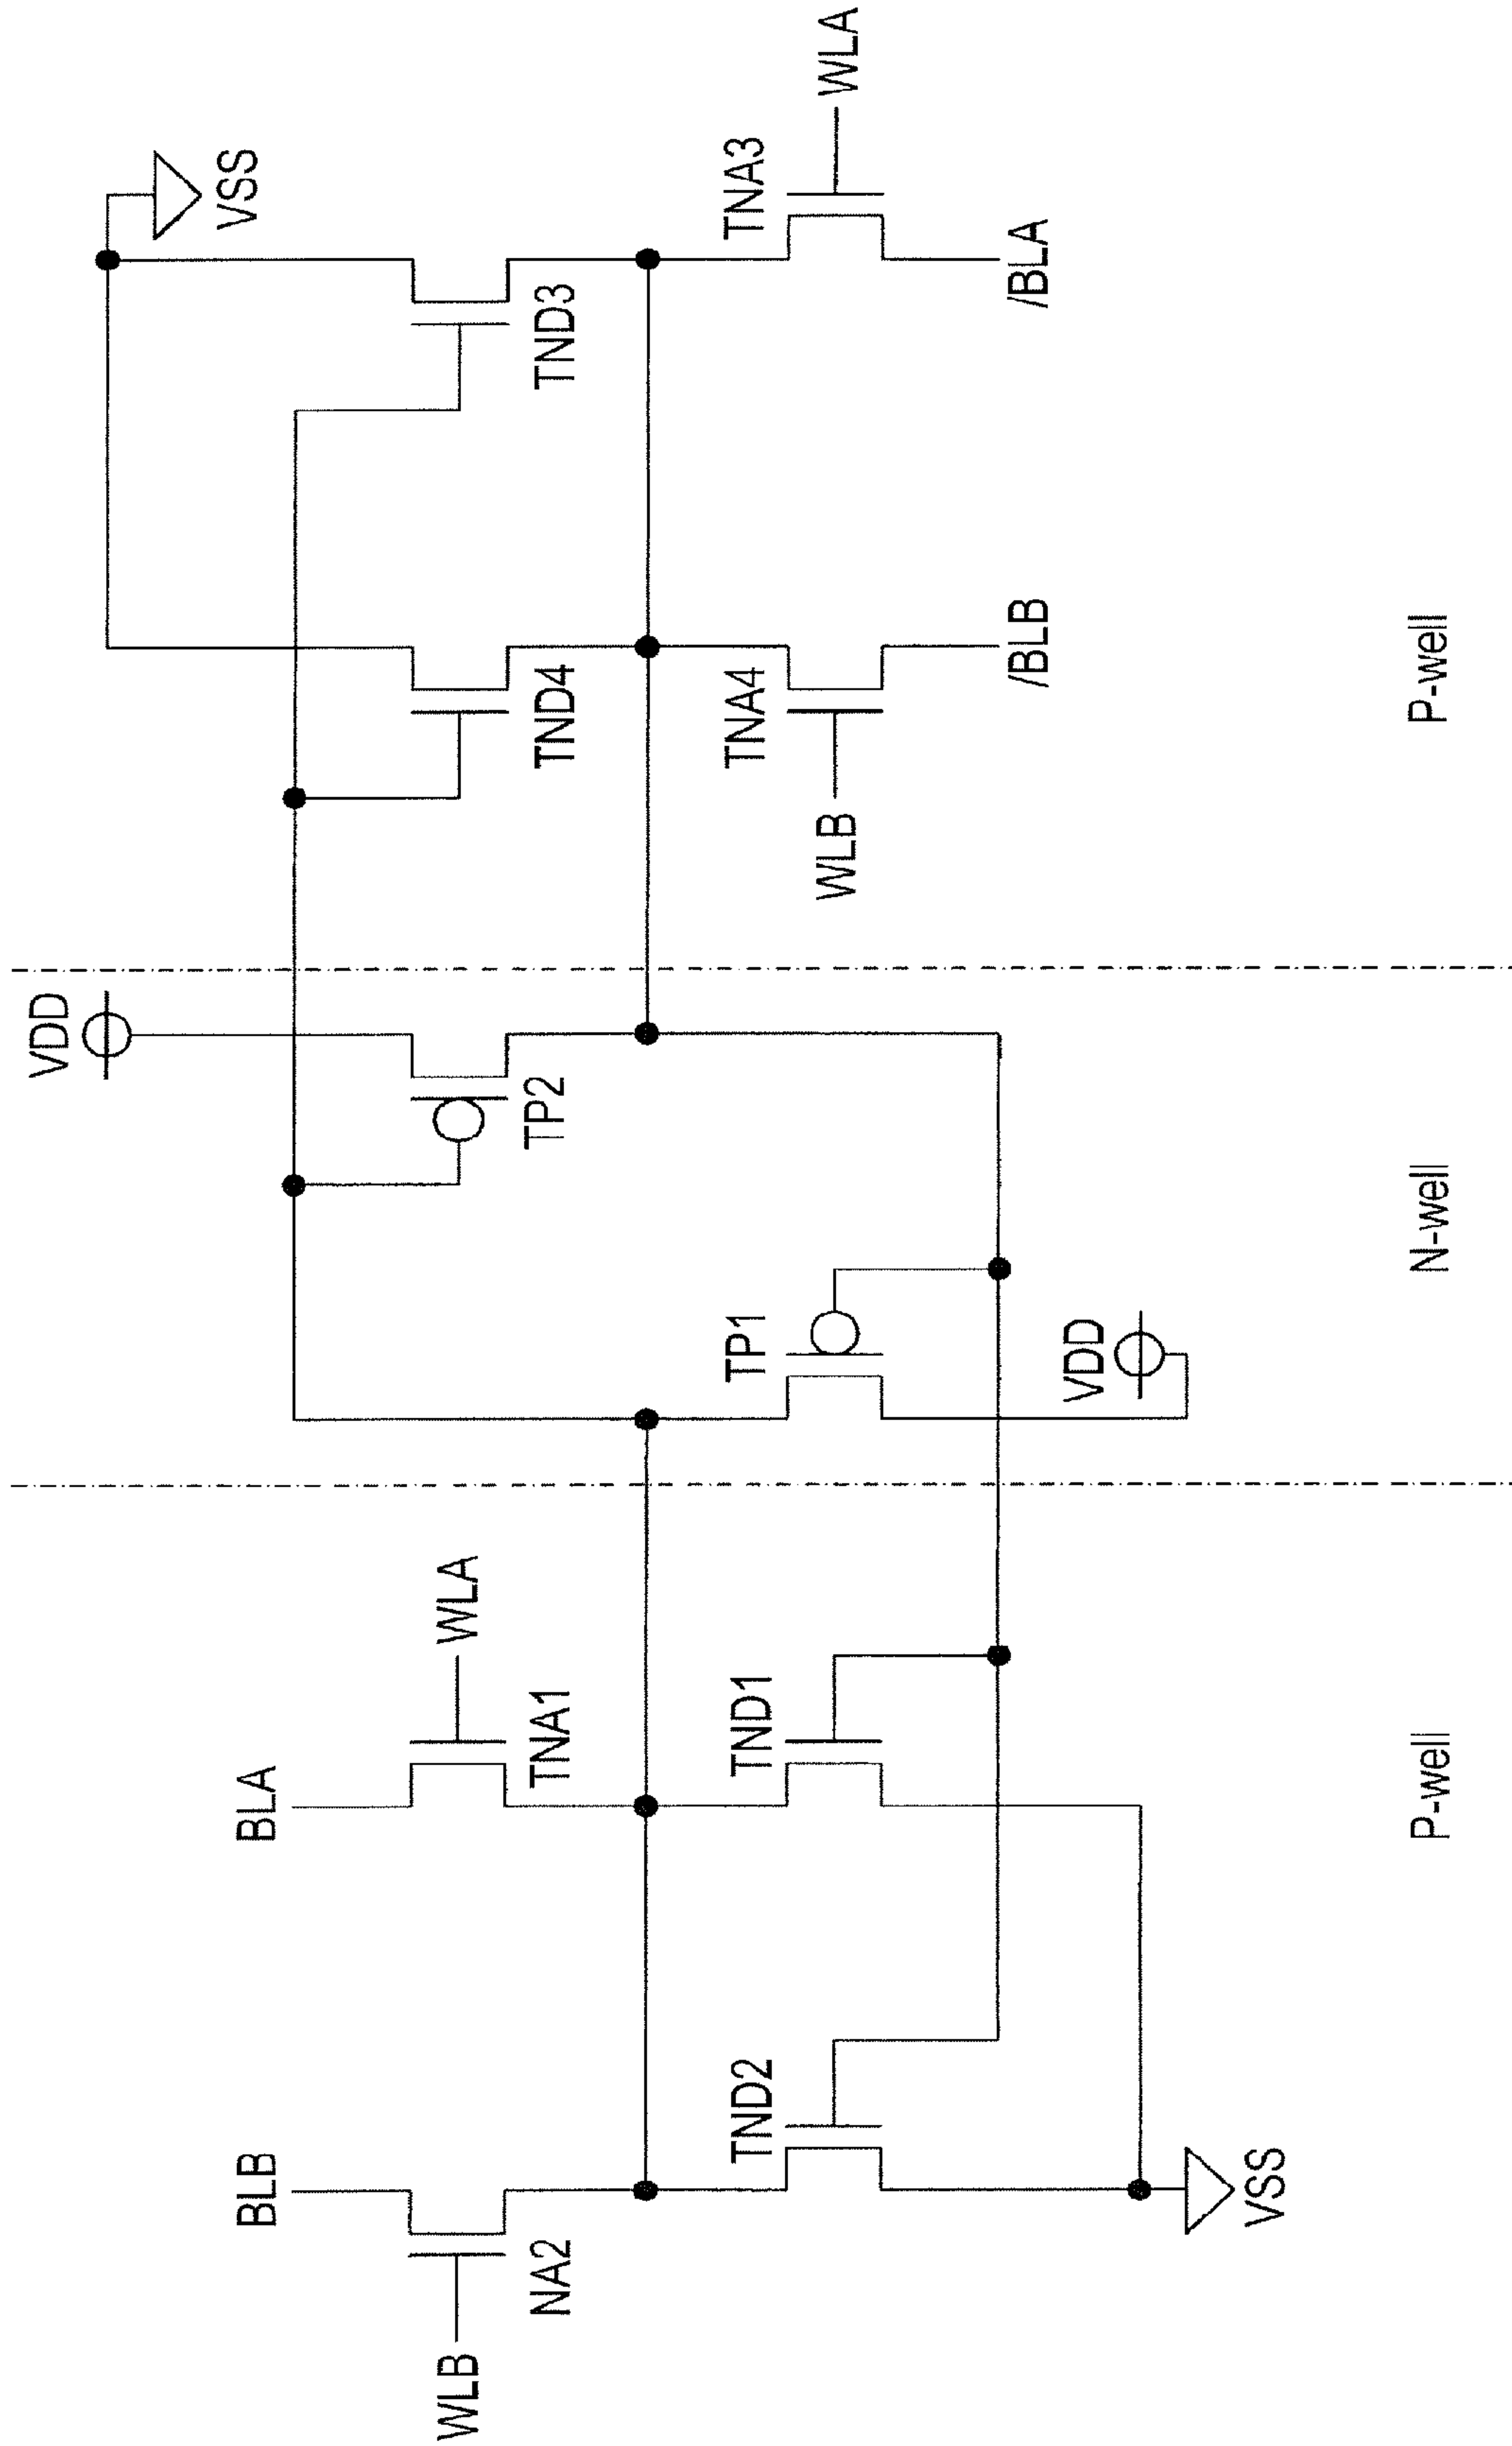 VDD
VSS
BLB
BLA
WLB
WLA
NA2
TNA1
TP2
TND4
TND3
TND2
TND1
TP1
TNA4
TNA3
WLB
WLA
/BLB
/BLA
VDD
VSS
P-well
N-well
P-well